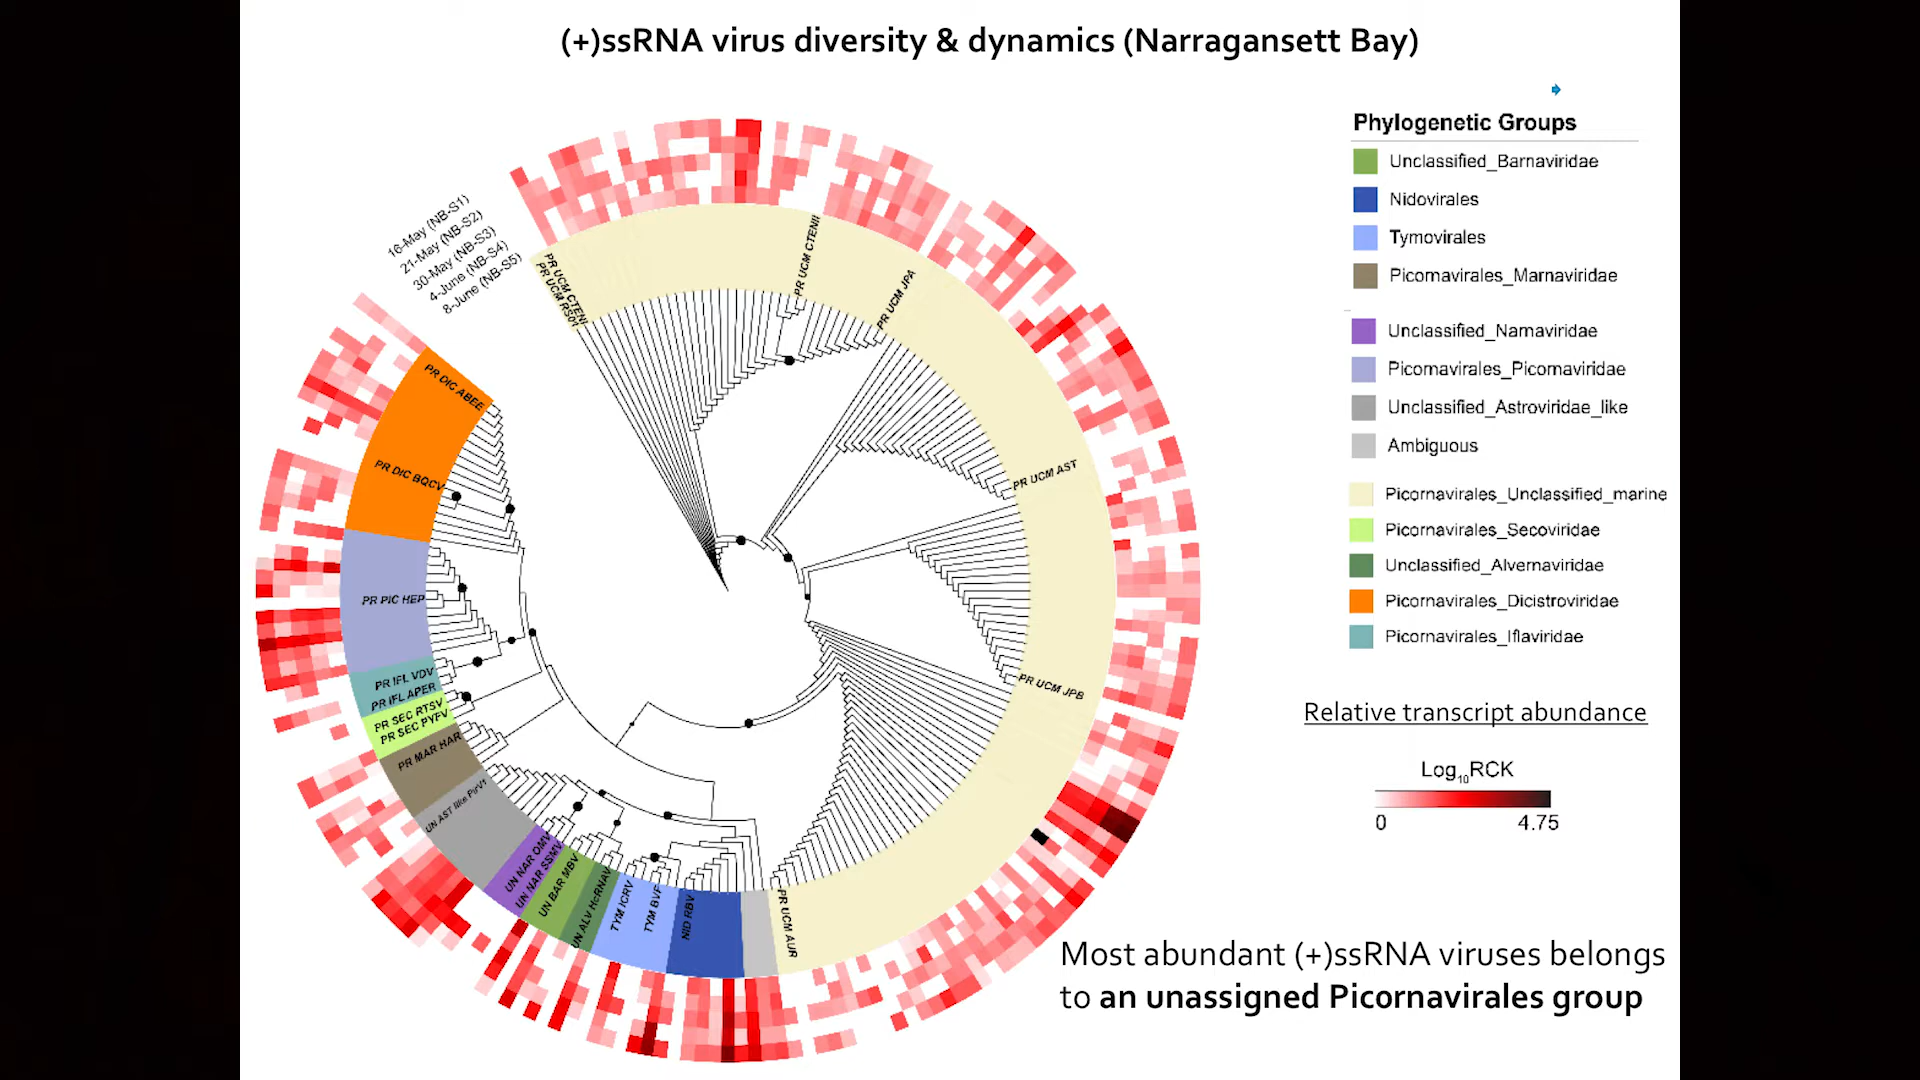 (+)ssRNA virus diversity & dynamics (Narragansett Bay)
16-May (NB-S1)
21-May (NB-S2)
30-May (NB-S3)
4-June (NB-S4)
8-June (NB-S5)
PR UCM CTENI
PR UCM RS01
PR UCM CTENII
PR UCM JPA
PR UCM AST
PR UCM JPB
PR UCM AUR
NID RBV
TYM BVF
TYM ICRV
UN ALV HcRNAV
UN BAR MBV
UN NAR SSMV
UN NAR OMV
UN AST like PlrV1
PR MAR HAR
PR SEC PYFV
PR SEC RTSV
PR IFL APER
PR IFL VDV
PR PIC HEP
PR DIC BQCV
PR DIC ABEE
Phylogenetic Groups
Unclassified_Barnaviridae
Nidovirales
Tymovirales
Picornavirales_Marnaviridae
Unclassified_Narnaviridae
Picornavirales_Picornaviridae
Unclassified_Astroviridae_like
Ambiguous
Picornavirales_Unclassified_marine
Picornavirales_Secoviridae
Unclassified_Alvernaviridae
Picornavirales_Dicistroviridae
Picornavirales_Iflaviridae
Relative transcript abundance
Log10RCK
0 4.75
Most abundant (+)ssRNA viruses belongs
to an unassigned Picornavirales group